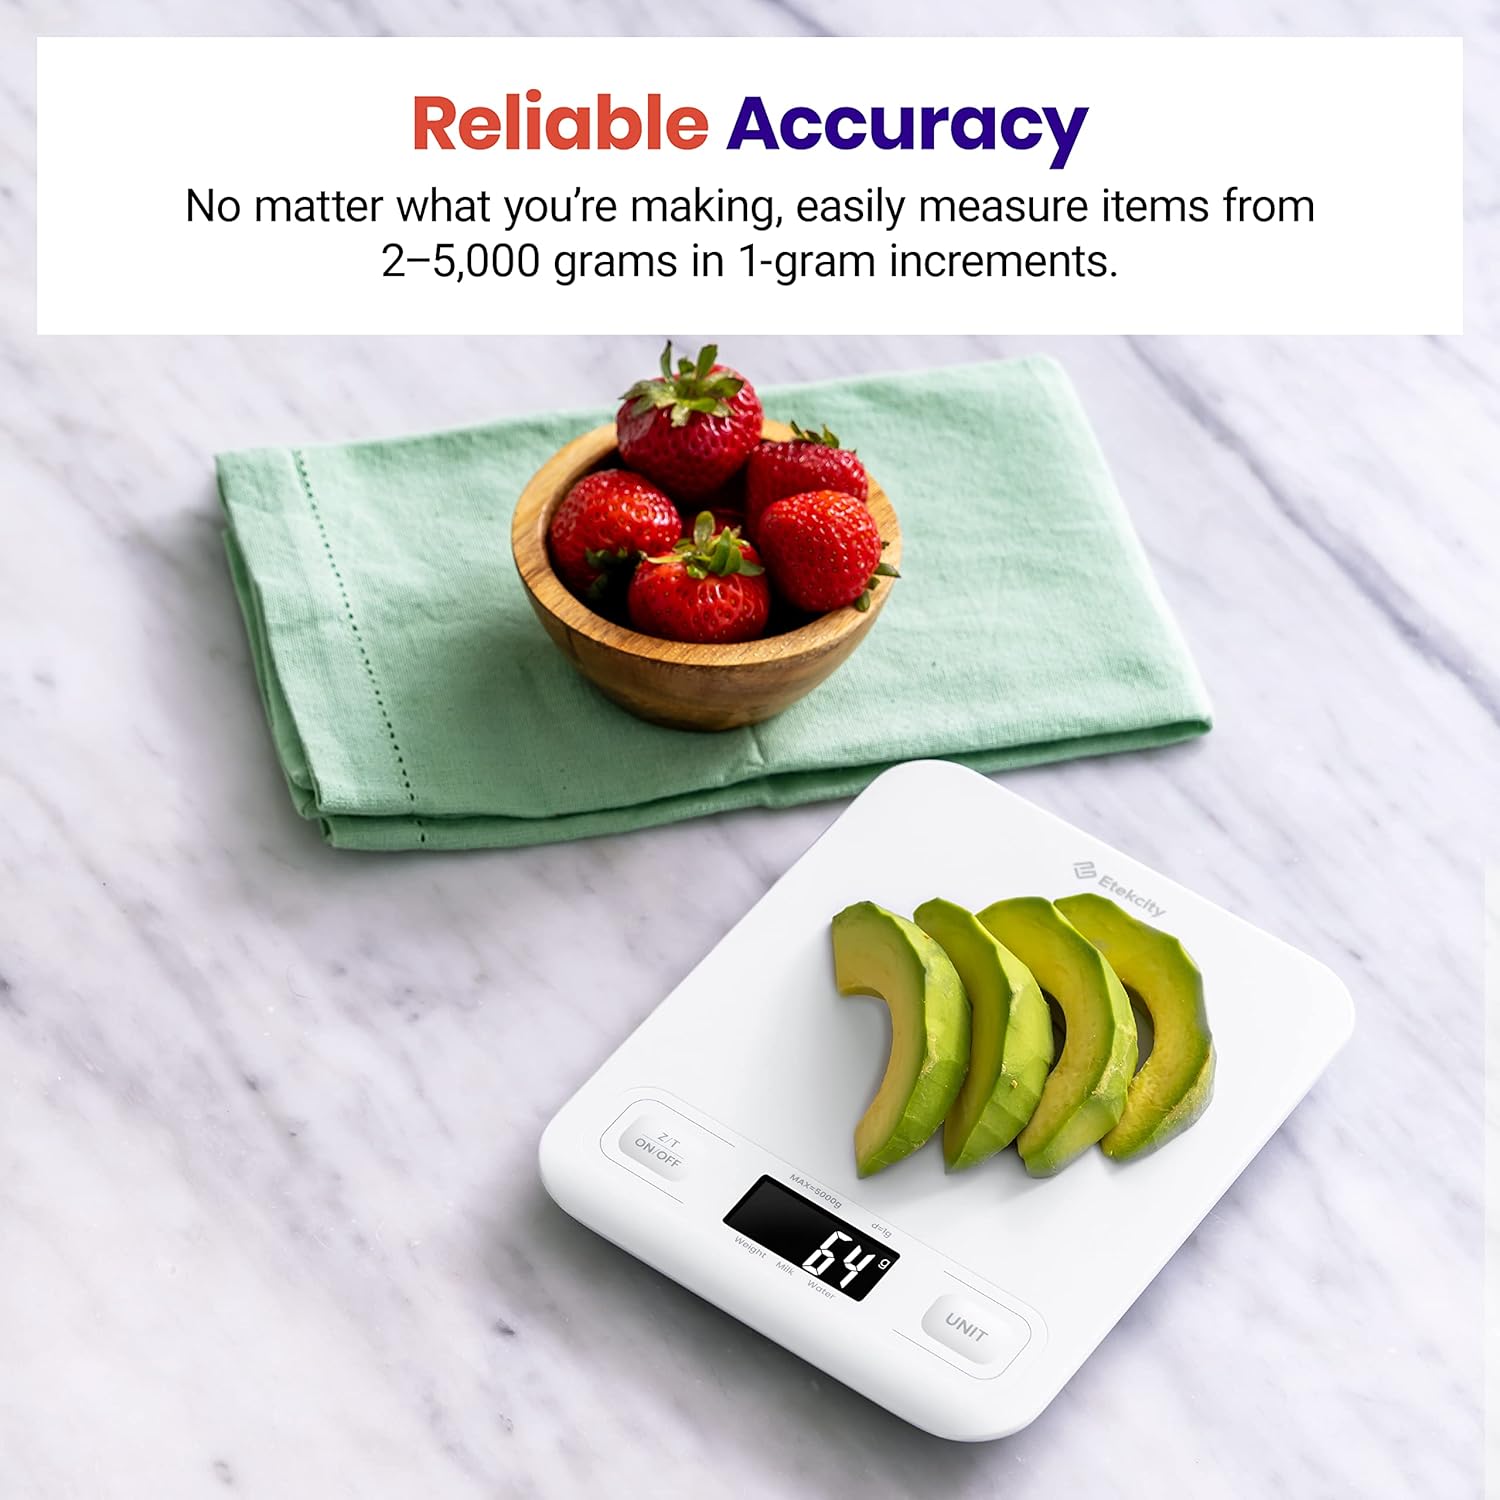 Reliable Accuracy
No matter what you’re making, easily measure items from
2–5,000 grams in 1-gram increments.
Etekcity
Z/T
ON/OFF
MAX=5000g
d=1g
64 g
Weight Milk Water
UNIT